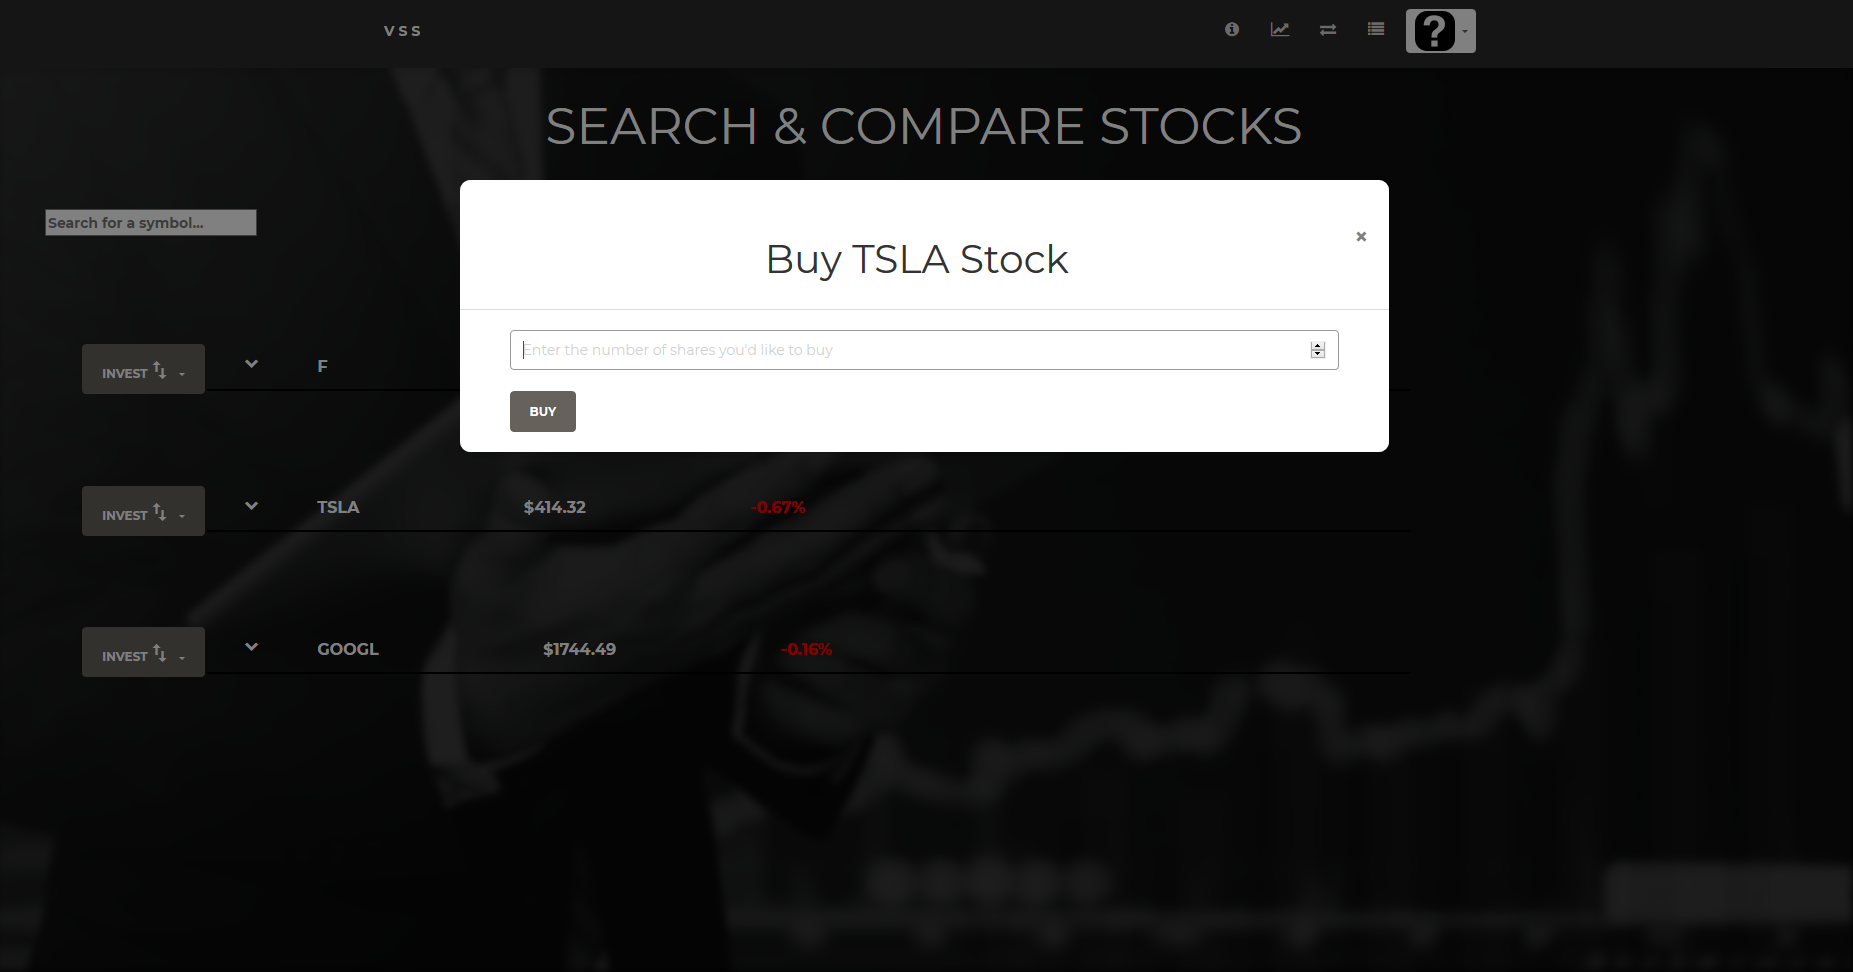 VSS
SEARCH & COMPARE STOCKS
Search for a symbol...
Buy TSLA Stock
×
Enter the number of shares you'd like to buy
BUY
INVEST F
INVEST TSLA $414.32 -0.67%
INVEST GOOGL $1744.49 -0.16%